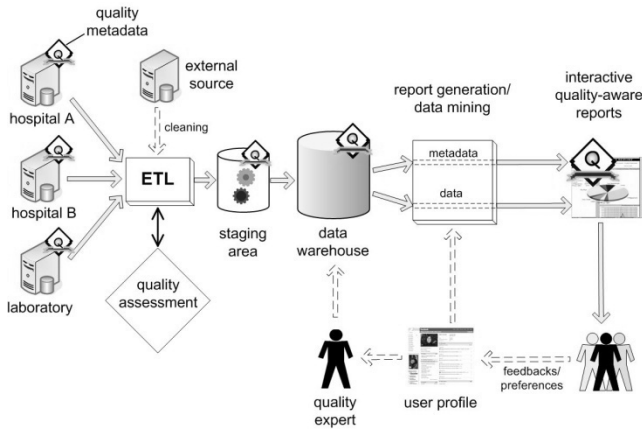 quality
metadata
Q
hospital A
external
source
cleaning
Q
hospital B
Q
laboratory
ETL
quality
assessment
Q
staging
area
Q
data
warehouse
report generation/
data mining
metadata
data
interactive
quality-aware
reports
Q
quality
expert
user profile
feedbacks/
preferences